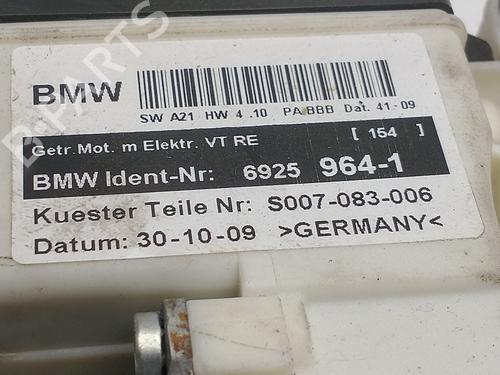 BMW
SW A21 HW 4 .10 PA BBB Dat. 41-09
Getr.Mot. m Elektr. VT RE [ 154 ]
BMW Ident-Nr: 6925 964-1
Kuester Teile Nr: S007-083-006
Datum: 30-10-09 >GERMANY<